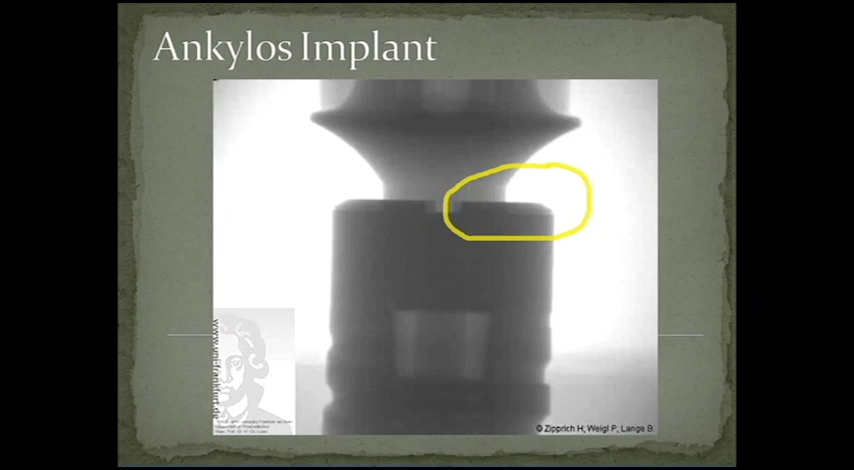 Ankylos Implant
www.uni-frankfurt.de
© Zipprich H, Weigl P, Lange B.